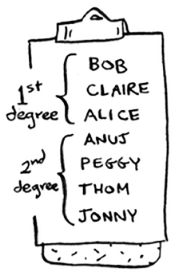 1st degree
BOB
CLAIRE
ALICE
2nd degree
ANUJ
PEGGY
THOM
JONNY